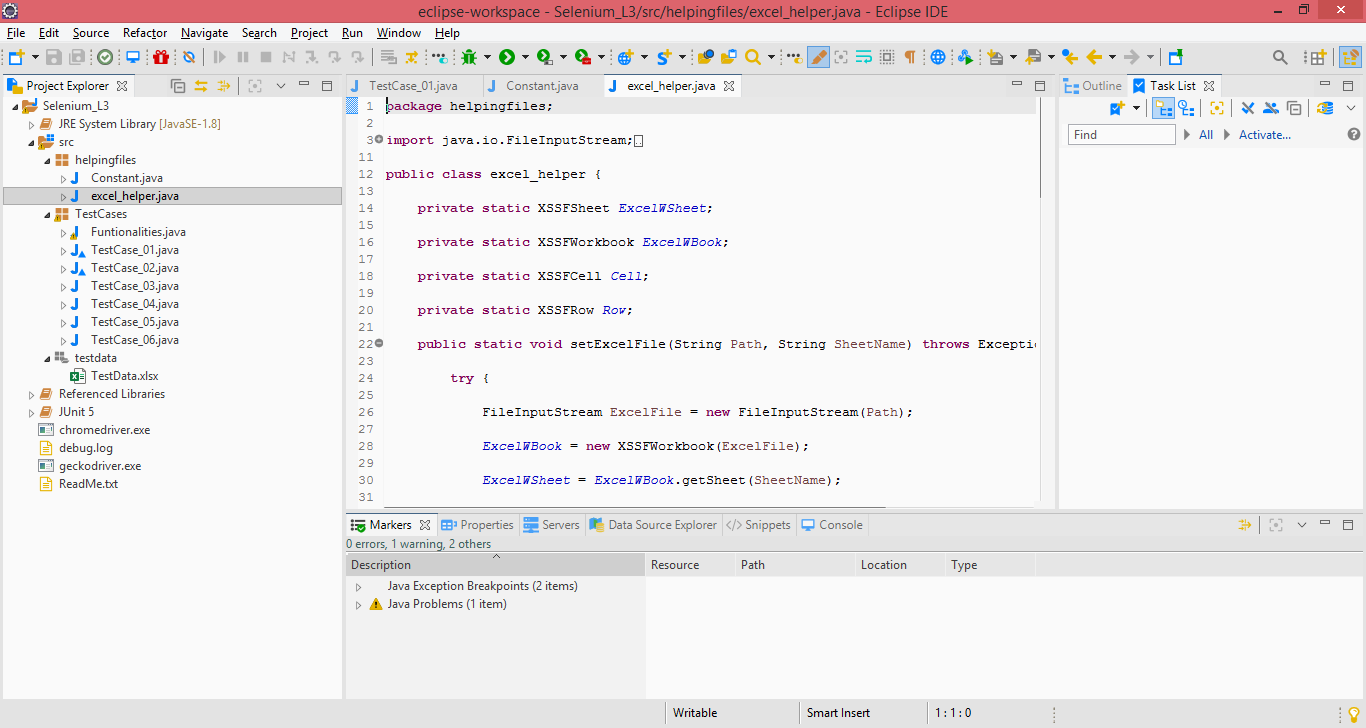 eclipse-workspace - Selenium_L3/src/helpingfiles/excel_helper.java - Eclipse IDE
File Edit Source Refactor Navigate Search Project Run Window Help
Project Explorer
Selenium_L3
JRE System Library [JavaSE-1.8]
src
helpingfiles
Constant.java
excel_helper.java
TestCases
Funtionalities.java
TestCase_01.java
TestCase_02.java
TestCase_03.java
TestCase_04.java
TestCase_05.java
TestCase_06.java
testdata
TestData.xlsx
Referenced Libraries
JUnit 5
chromedriver.exe
debug.log
geckodriver.exe
ReadMe.txt
TestCase_01.java Constant.java excel_helper.java
1 package helpingfiles;
2
3 import java.io.FileInputStream;
11
12 public class excel_helper {
13
14 private static XSSFSheet ExcelWSheet;
15
16 private static XSSFWorkbook ExcelWBook;
17
18 private static XSSFCell Cell;
19
20 private static XSSFRow Row;
21
22 public static void setExcelFile(String Path, String SheetName) throws Exceptio
23
24 try {
25
26 FileInputStream ExcelFile = new FileInputStream(Path);
27
28 ExcelWBook = new XSSFWorkbook(ExcelFile);
29
30 ExcelWSheet = ExcelWBook.getSheet(SheetName);
31
Outline Task List
Find All Activate...
Markers Properties Servers Data Source Explorer Snippets Console
0 errors, 1 warning, 2 others
Description Resource Path Location Type
Java Exception Breakpoints (2 items)
Java Problems (1 item)
Writable Smart Insert 1 : 1 : 0